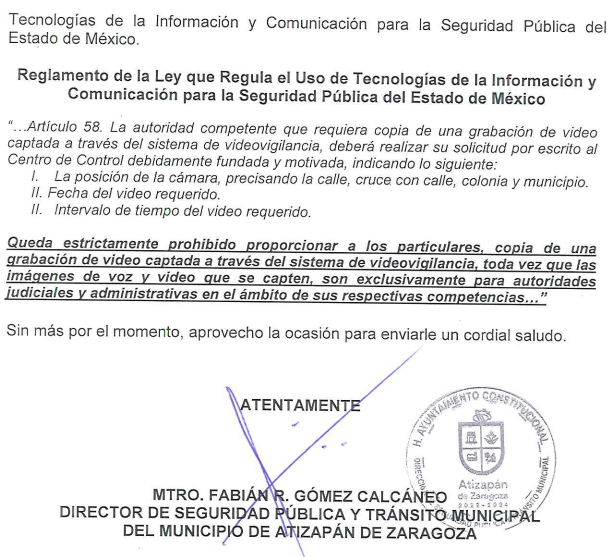 Tecnologías de la Información y Comunicación para la Seguridad Pública del
Estado de México.
Reglamento de la Ley que Regula el Uso de Tecnologías de la Información y
Comunicación para la Seguridad Pública del Estado de México
“…Artículo 58. La autoridad competente que requiera copia de una grabación de video
captada a través del sistema de videovigilancia, deberá realizar su solicitud por escrito al
Centro de Control debidamente fundada y motivada, indicando lo siguiente:
I. La posición de la cámara, precisando la calle, cruce con calle, colonia y municipio.
II. Fecha del video requerido.
II. Intervalo de tiempo del video requerido.
Queda estrictamente prohibido proporcionar a los particulares, copia de una
grabación de video captada a través del sistema de videovigilancia, toda vez que las
imágenes de voz y video que se capten, son exclusivamente para autoridades
judiciales y administrativas en el ámbito de sus respectivas competencias…”
Sin más por el momento, aprovecho la ocasión para enviarle un cordial saludo.
ATENTAMENTE
H. AYUNTAMIENTO CONSTITUCIONAL
Atizapán
de Zaragoza
2022-2024
MTRO. FABIÁN R. GÓMEZ CALCÁNEO
DIRECTOR DE SEGURIDAD PÚBLICA Y TRÁNSITO MUNICIPAL
DEL MUNICIPIO DE ATIZAPÁN DE ZARAGOZA